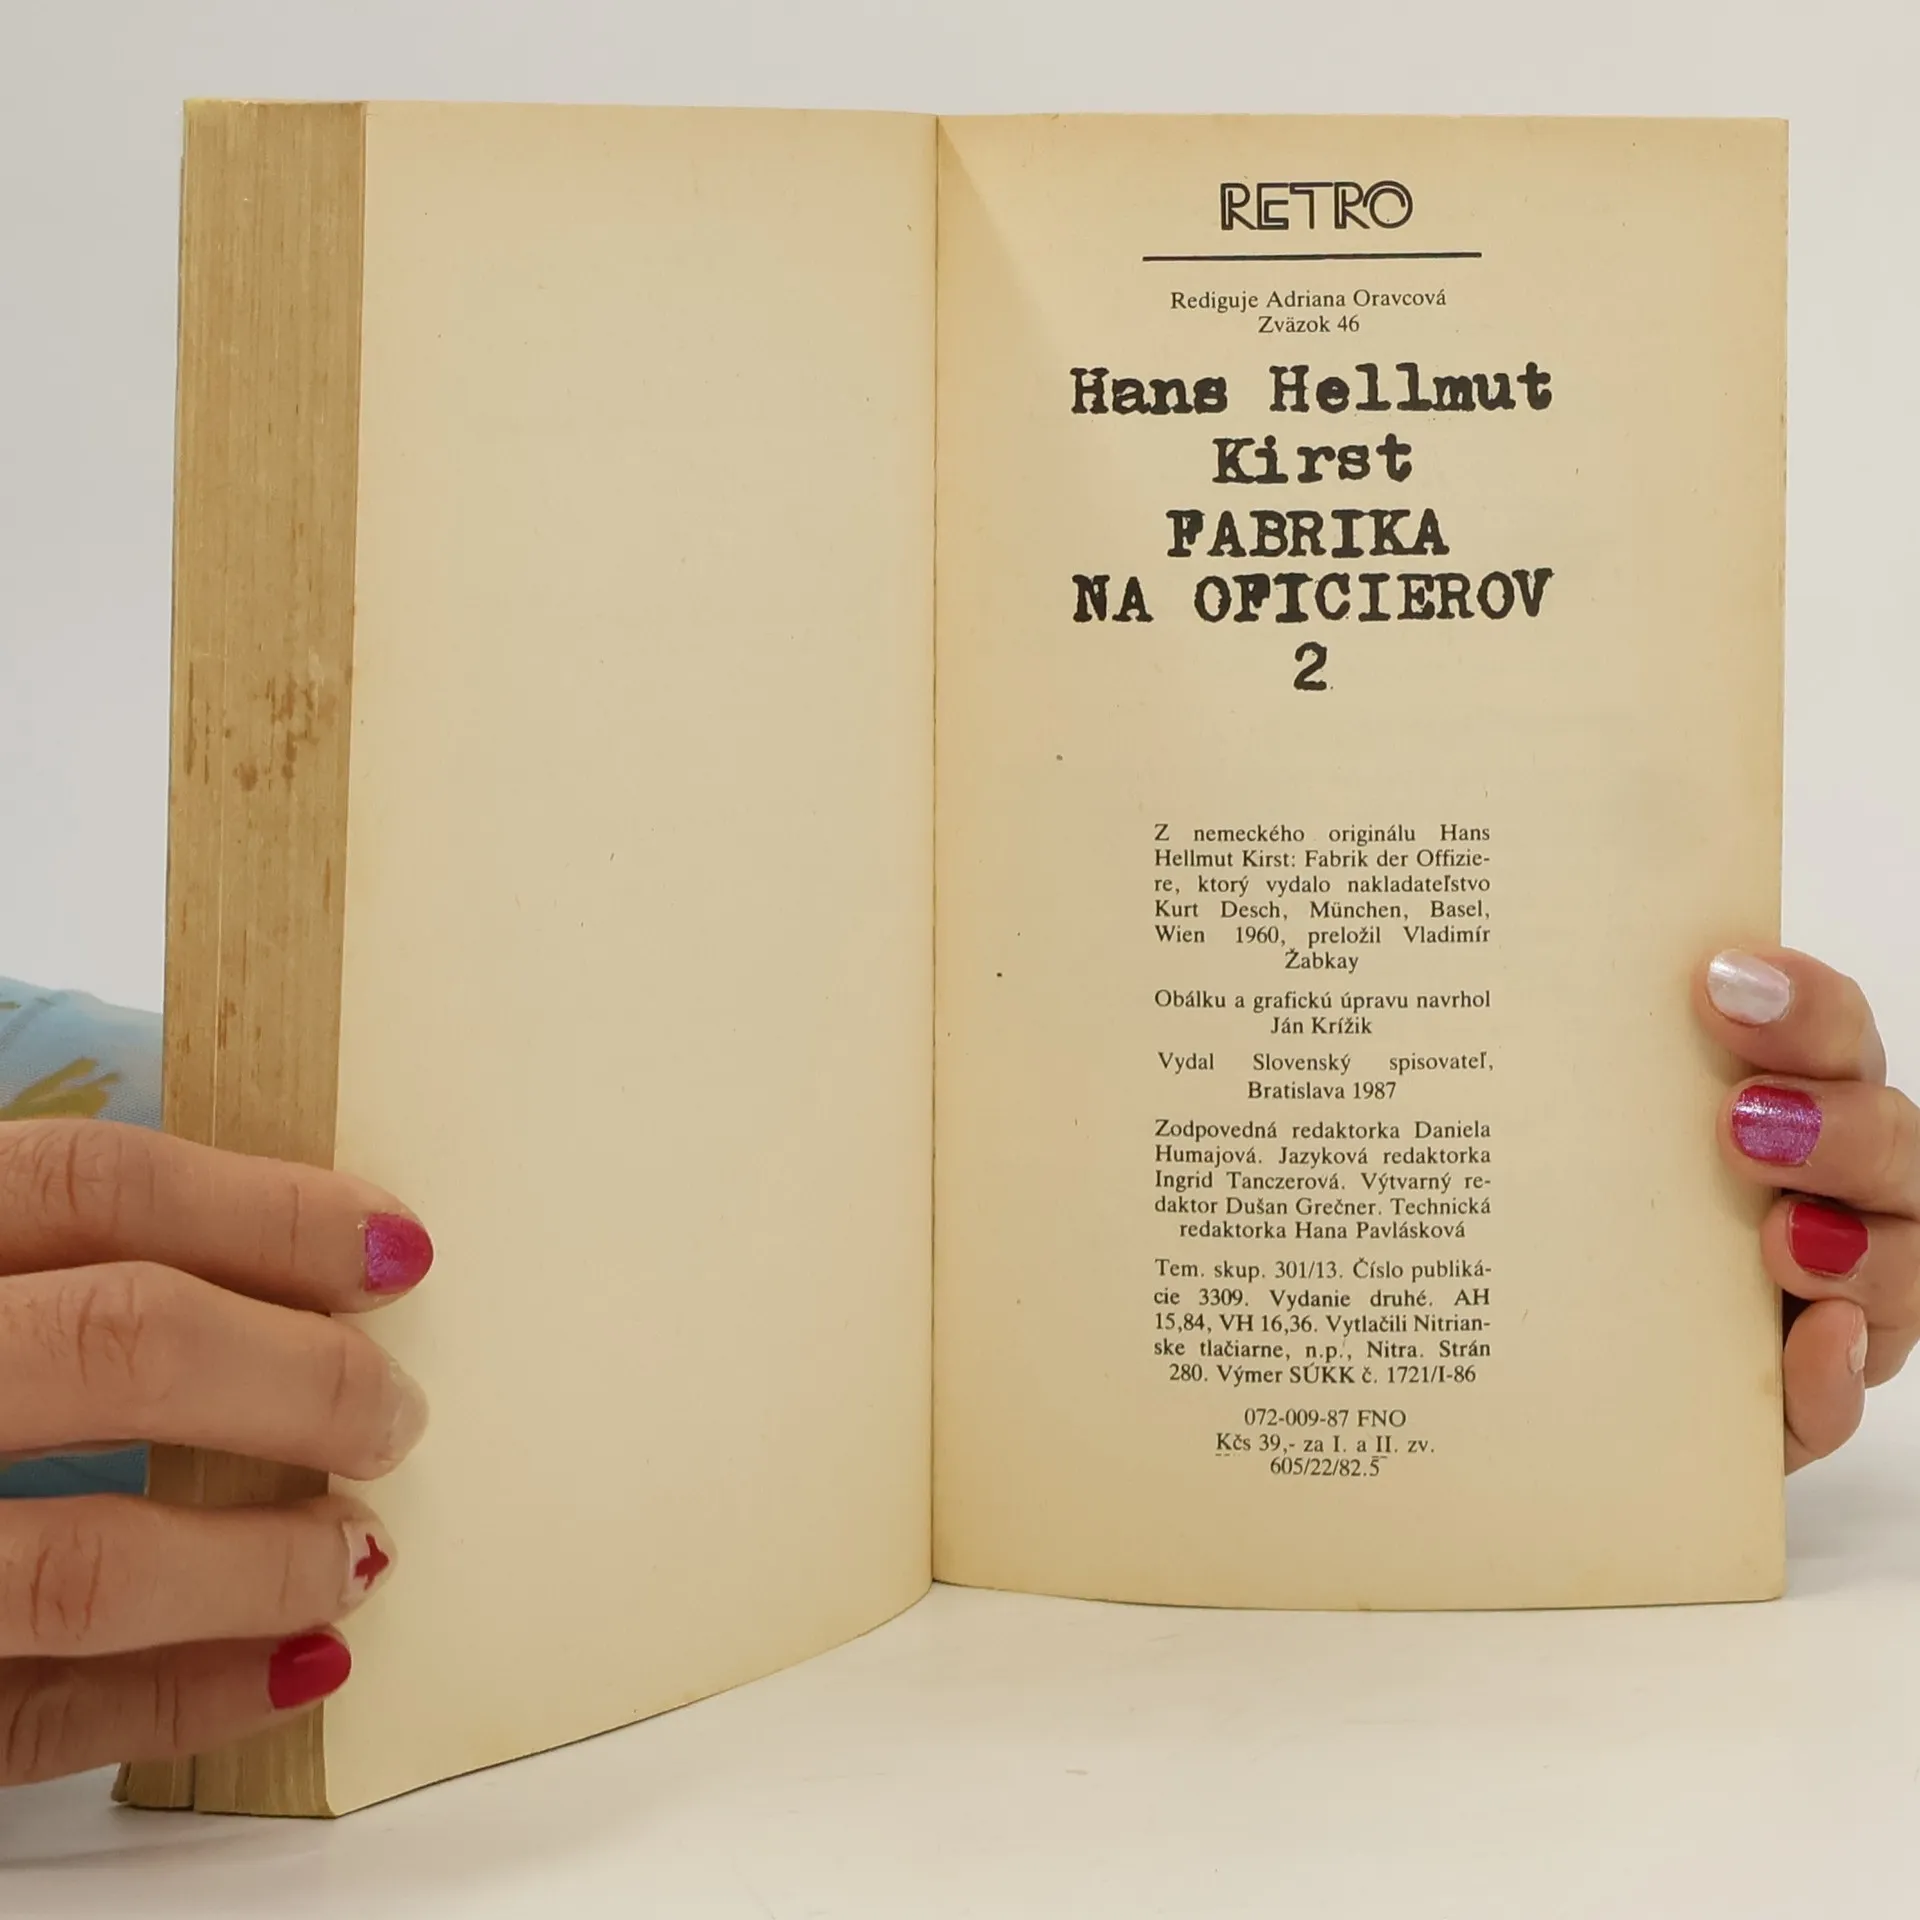 RETRO
Rediguje Adriana Oravcová
Zväzok 46
Hans Hellmut
Kirst
FABRIKA
NA OFICIEROV
2
Z nemeckého originálu Hans
Hellmut Kirst: Fabrik der Offizie-
re, ktorý vydalo nakladateľstvo
Kurt Desch, München, Basel,
Wien 1960, preložil Vladimír
Žabkay
Obálku a grafickú úpravu navrhol
Ján Krížik
Vydal Slovenský spisovateľ,
Bratislava 1987
Zodpovedná redaktorka Daniela
Humajová. Jazyková redaktorka
Ingrid Tanczerová. Výtvarný re-
daktor Dušan Grečner. Technická
redaktorka Hana Pavlásková
Tem. skup. 301/13. Číslo publiká-
cie 3309. Vydanie druhé. AH
15,84, VH 16,36. Vytlačili Nitrian-
ske tlačiarne, n.p., Nitra. Strán
280. Výmer SÚKK č. 1721/I-86
072-009-87 FNO
Kčs 39,- za I. a II. zv.
605/22/82.5